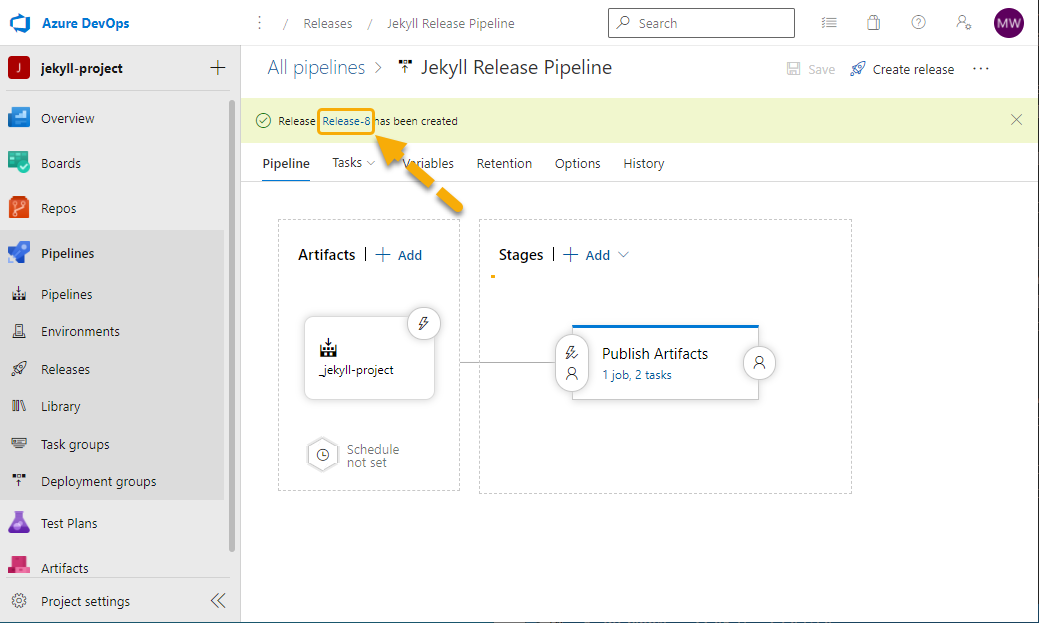 Azure DevOps
/ Releases / Jekyll Release Pipeline
Search
MW
J jekyll-project
All pipelines > Jekyll Release Pipeline
Save
Create release
Release Release-8 has been created
Overview
Boards
Repos
Pipelines
Pipelines
Environments
Releases
Library
Task groups
Deployment groups
Test Plans
Artifacts
Project settings
Pipeline Tasks Variables Retention Options History
Artifacts | + Add
_jekyll-project
Schedule
not set
Stages | + Add
Publish Artifacts
1 job, 2 tasks